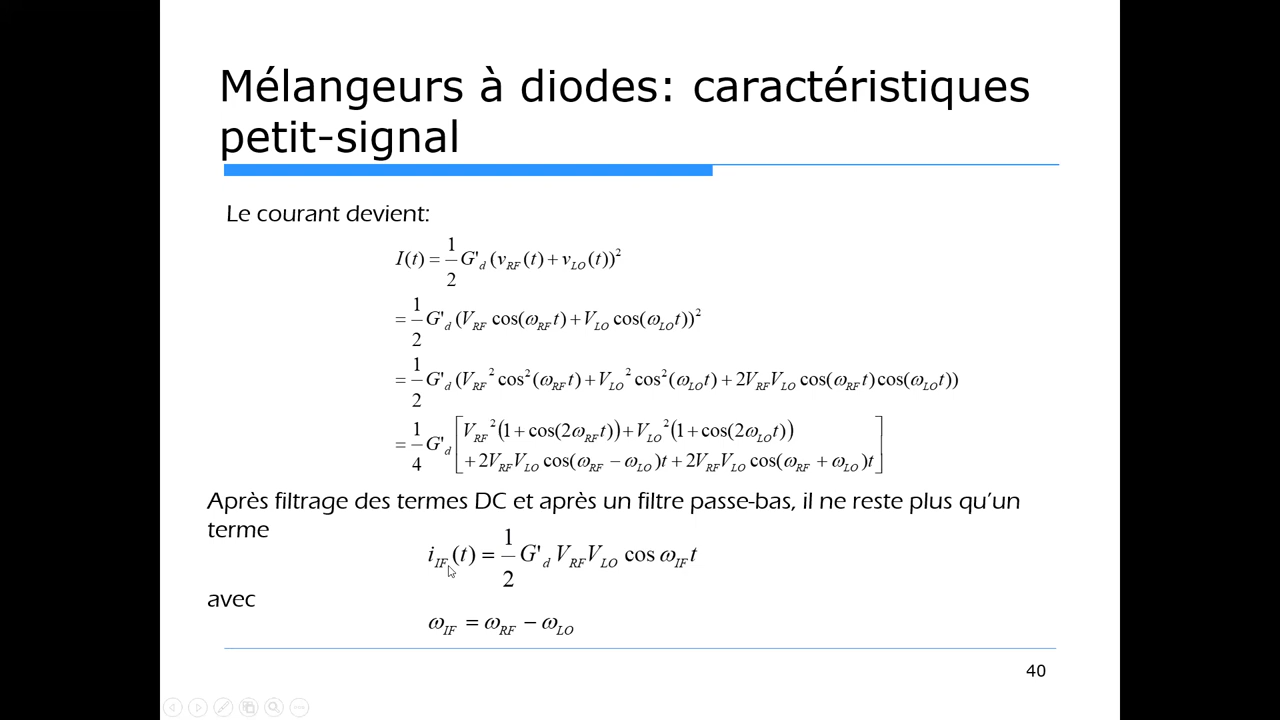 Mélangeurs à diodes: caractéristiques
petit-signal
Le courant devient:
I(t) = 1/2 G'_d (v_RF(t) + v_LO(t))²
= 1/2 G'_d (V_RF cos(ω_RF t) + V_LO cos(ω_LO t))²
= 1/2 G'_d (V_RF² cos²(ω_RF t) + V_LO² cos²(ω_LO t) + 2V_RF V_LO cos(ω_RF t) cos(ω_LO t))
= 1/4 G'_d [V_RF² (1 + cos(2ω_RF t)) + V_LO² (1 + cos(2ω_LO t))
+ 2V_RF V_LO cos(ω_RF − ω_LO)t + 2V_RF V_LO cos(ω_RF + ω_LO)t]
Après filtrage des termes DC et après un filtre passe-bas, il ne reste plus qu’un
terme
i_IF(t) = 1/2 G'_d V_RF V_LO cos ω_IF t
avec
ω_IF = ω_RF − ω_LO
40